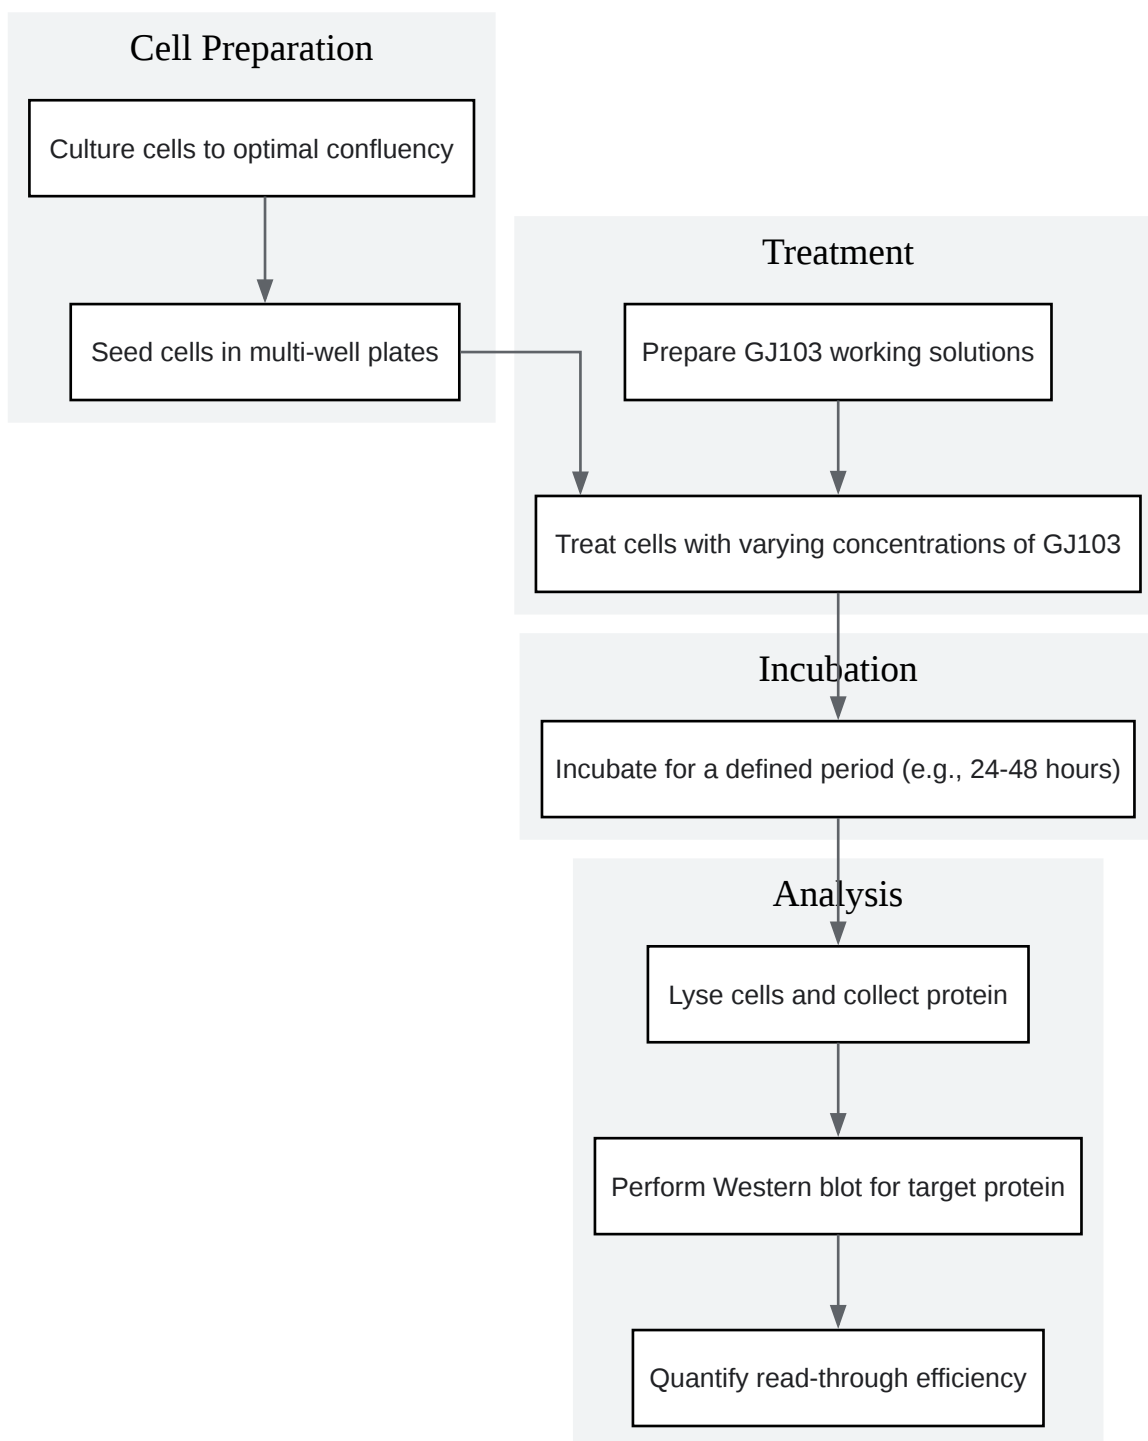 Cell Preparation
Culture cells to optimal confluency
Seed cells in multi-well plates
Treatment
Prepare GJ103 working solutions
Treat cells with varying concentrations of GJ103
Incubation
Incubate for a defined period (e.g., 24-48 hours)
Analysis
Lyse cells and collect protein
Perform Western blot for target protein
Quantify read-through efficiency